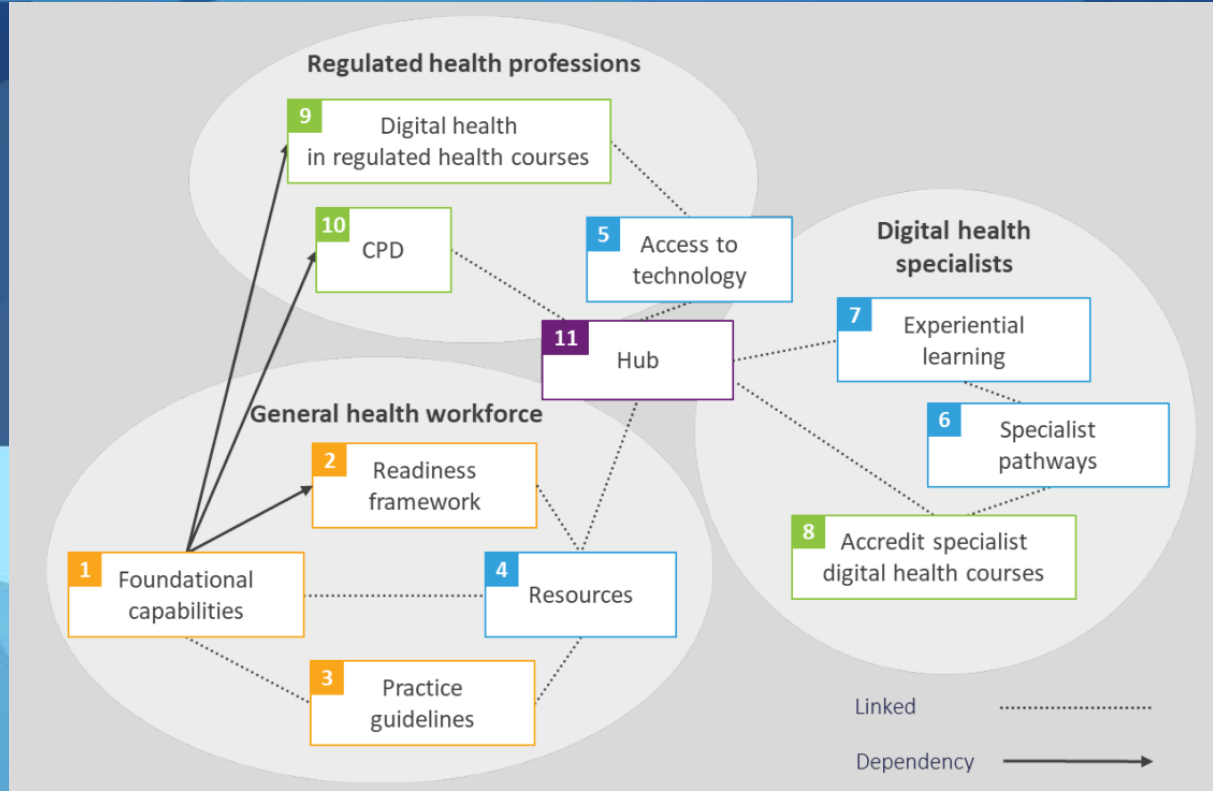 Regulated health professions
9
Digital health
in regulated health courses
10
CPD
5
Access to
technology
Digital health
specialists
7
Experiential
learning
11
Hub
6
Specialist
pathways
8
Accredit specialist
digital health courses
General health workforce
2
Readiness
framework
1
Foundational
capabilities
4
Resources
3
Practice
guidelines
Linked
Dependency